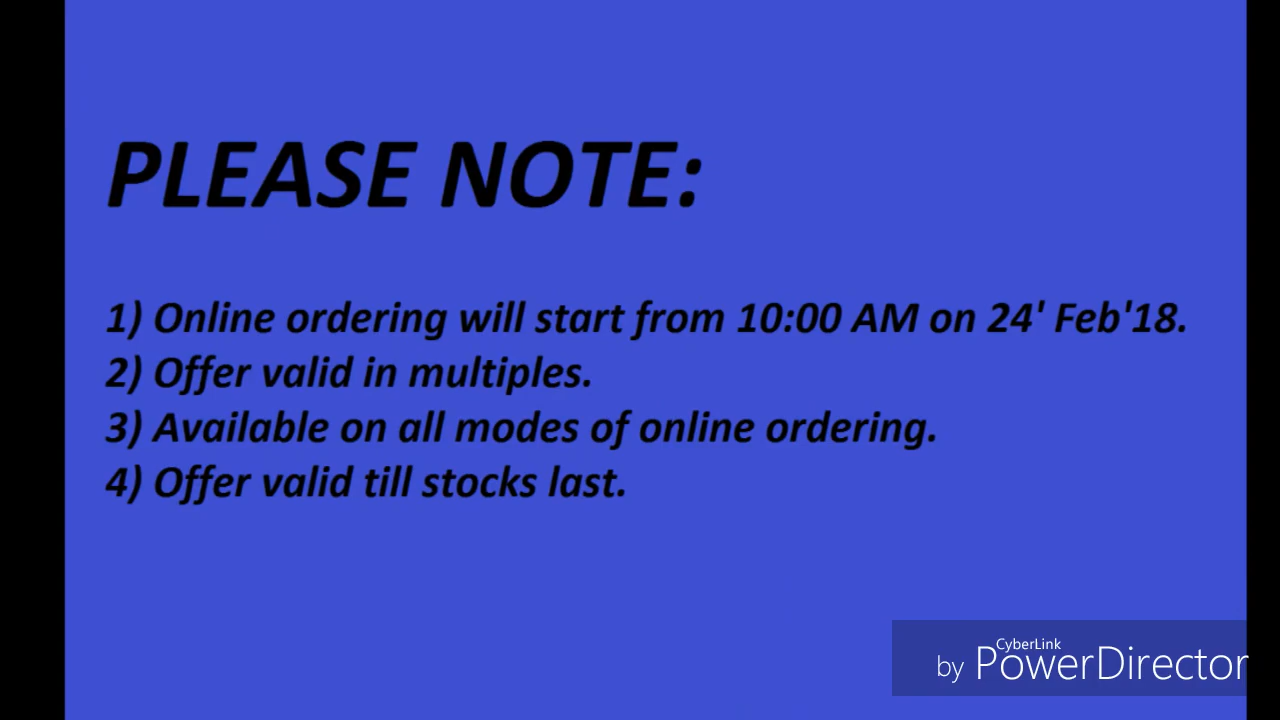 PLEASE NOTE:
1) Online ordering will start from 10:00 AM on 24' Feb'18.
2) Offer valid in multiples.
3) Available on all modes of online ordering.
4) Offer valid till stocks last.
CyberLink
by PowerDirector